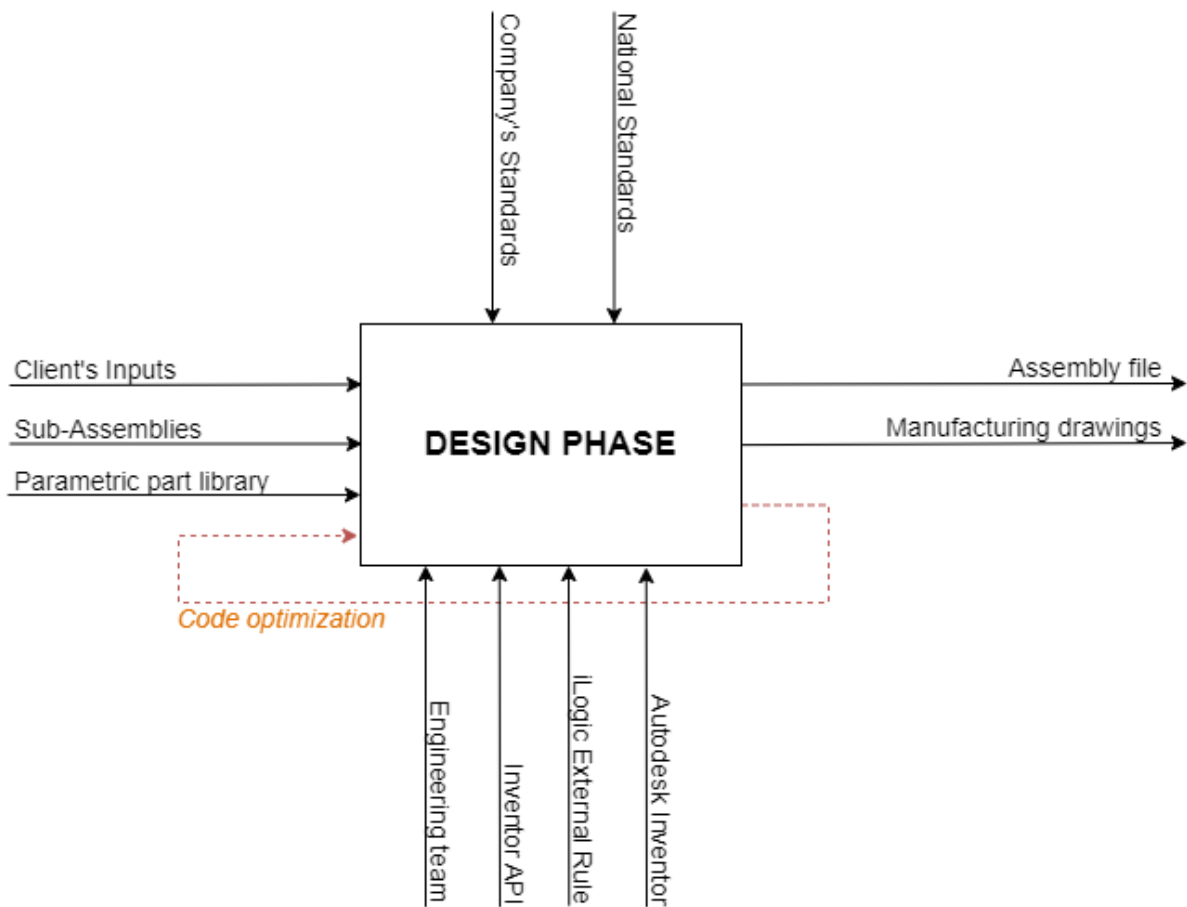 Company's Standards
National Standards
Client's Inputs
Assembly file
Sub-Assemblies
DESIGN PHASE
Manufacturing drawings
Parametric part library
Code optimization
Engineering team
Inventor API
iLogic External Rule
Autodesk Inventor